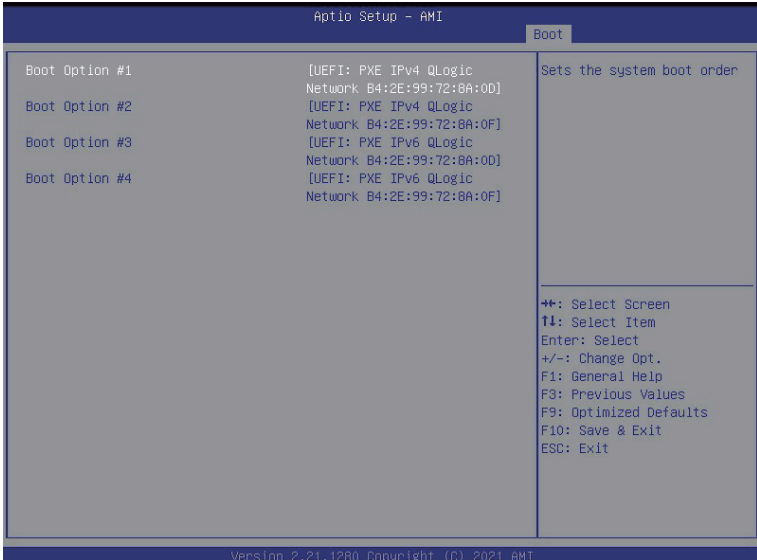 Aptio Setup – AMI
Boot
Boot Option #1 [UEFI: PXE IPv4 QLogic
Network B4:2E:99:72:8A:0D]
Boot Option #2 [UEFI: PXE IPv4 QLogic
Network B4:2E:99:72:8A:0F]
Boot Option #3 [UEFI: PXE IPv6 QLogic
Network B4:2E:99:72:8A:0D]
Boot Option #4 [UEFI: PXE IPv6 QLogic
Network B4:2E:99:72:8A:0F]
Sets the system boot order
→←: Select Screen
↑↓: Select Item
Enter: Select
+/-: Change Opt.
F1: General Help
F3: Previous Values
F9: Optimized Defaults
F10: Save & Exit
ESC: Exit
Version 2.21.1280 Copyright (C) 2021 AMI